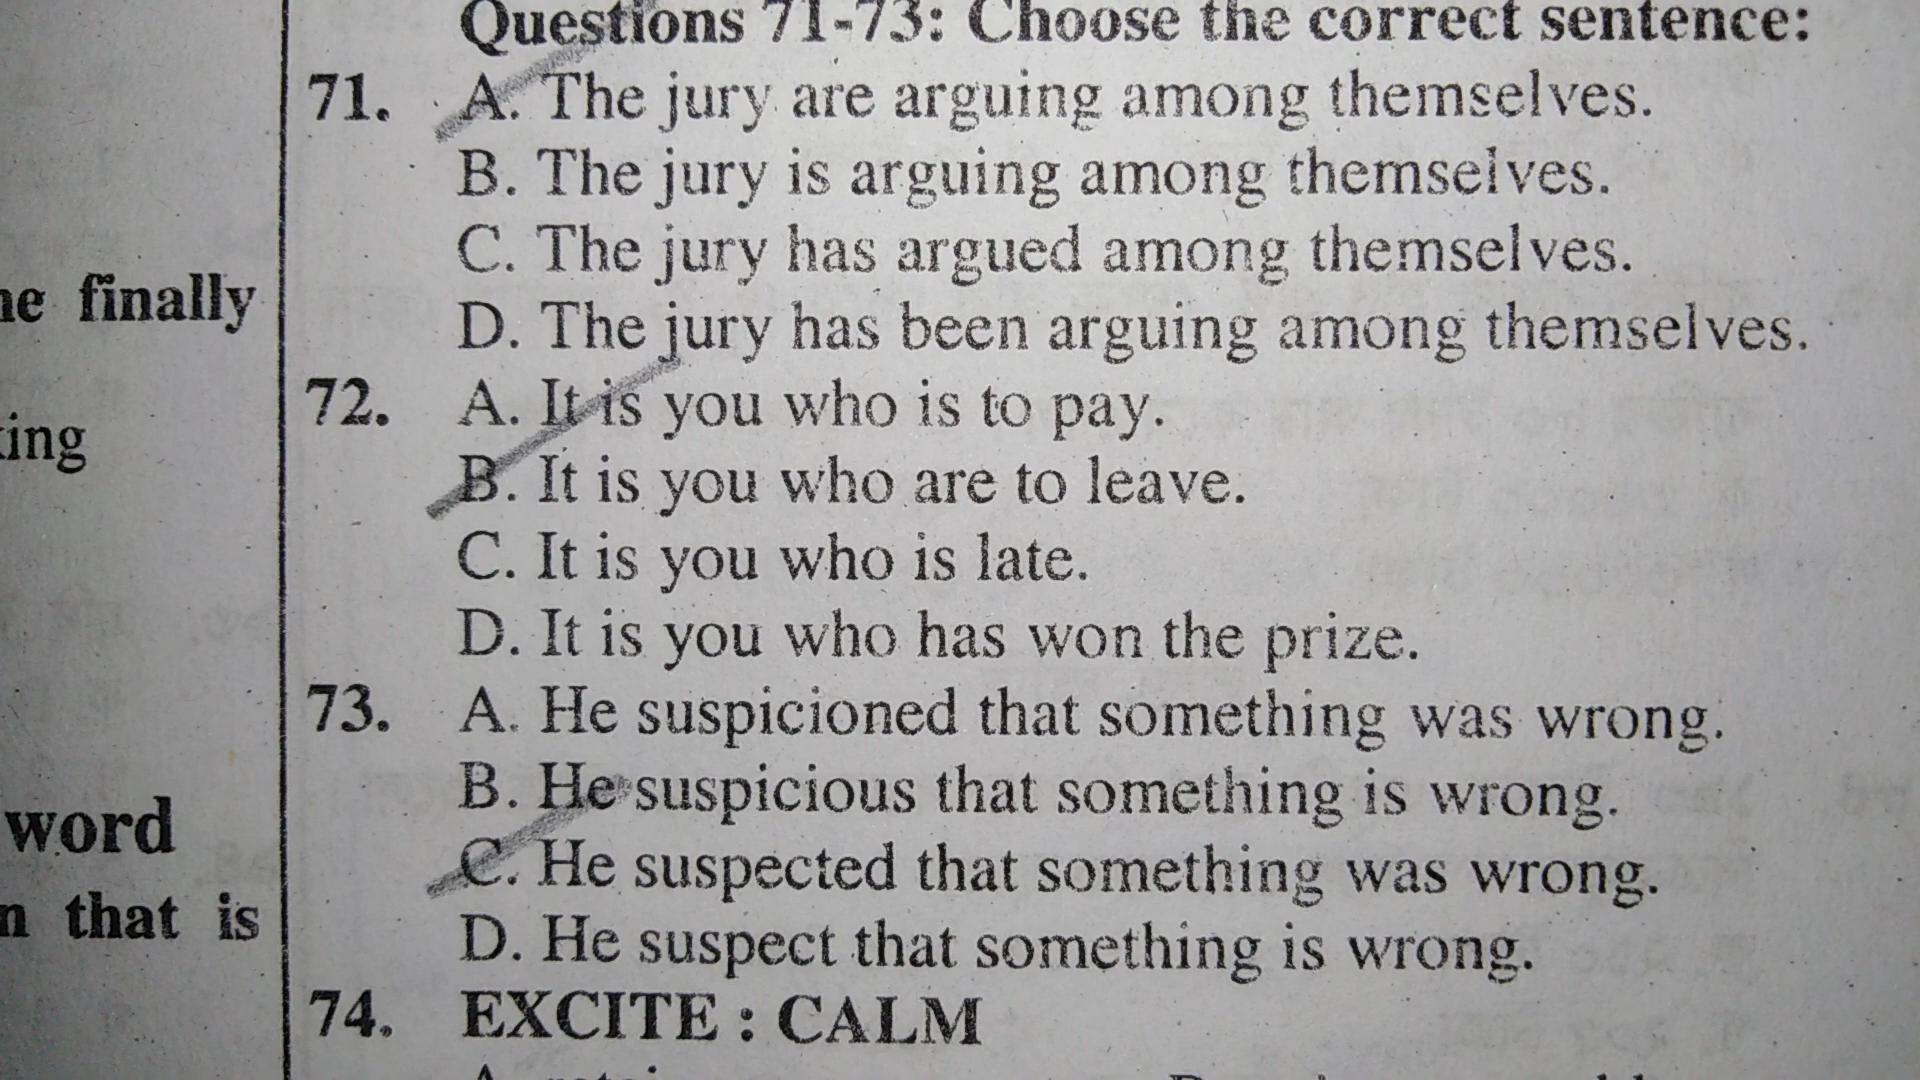 he finally
king
word
n that is
Questions 71-73: Choose the correct sentence:
71. A. The jury are arguing among themselves.
B. The jury is arguing among themselves.
C. The jury has argued among themselves.
D. The jury has been arguing among themselves.
72. A. It is you who is to pay.
B. It is you who are to leave.
C. It is you who is late.
D. It is you who has won the prize.
73. A. He suspicioned that something was wrong.
B. He suspicious that something is wrong.
C. He suspected that something was wrong.
D. He suspect that something is wrong.
74. EXCITE : CALM